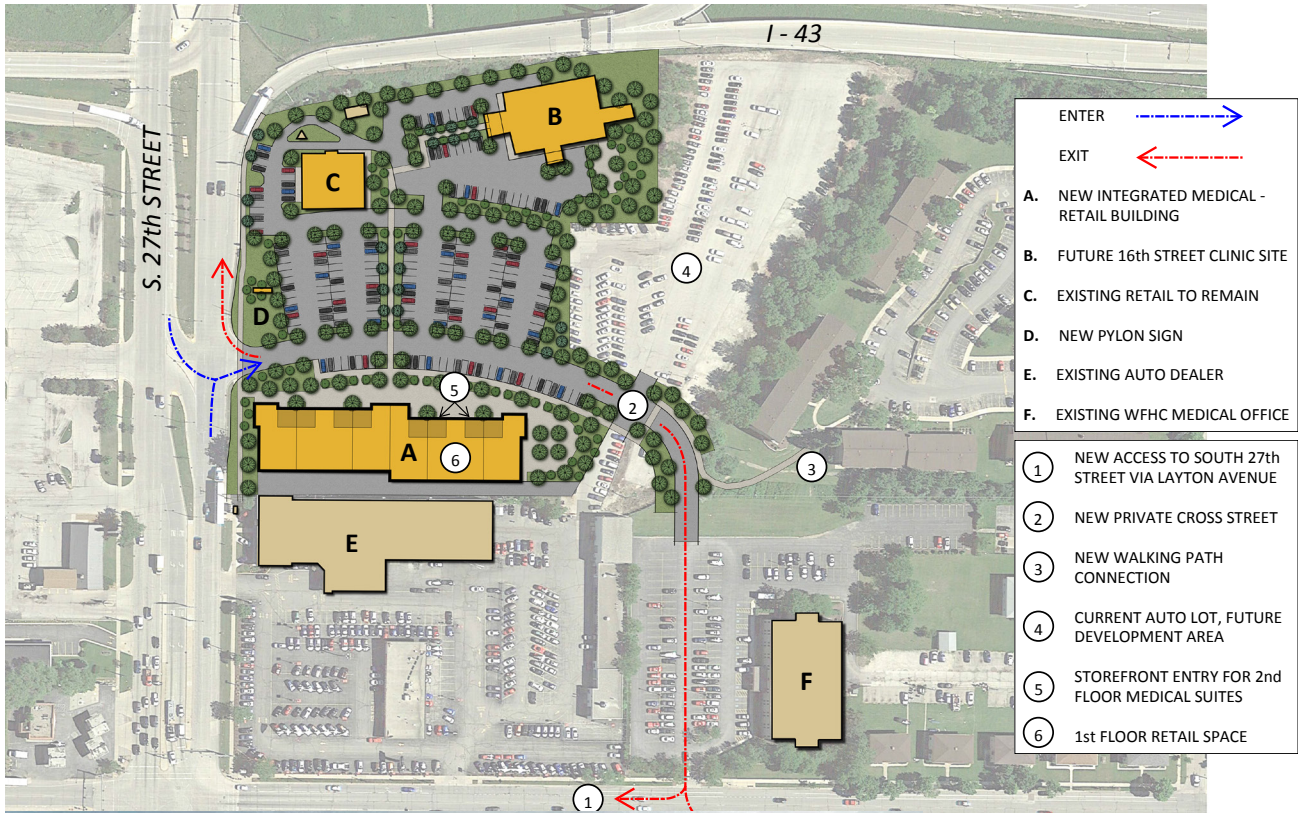 I - 43
S. 27th STREET
B
C
4
D
5
2
A
6
3
E
F
1
ENTER
EXIT
A. NEW INTEGRATED MEDICAL -
RETAIL BUILDING
B. FUTURE 16th STREET CLINIC SITE
C. EXISTING RETAIL TO REMAIN
D. NEW PYLON SIGN
E. EXISTING AUTO DEALER
F. EXISTING WFHC MEDICAL OFFICE
1 NEW ACCESS TO SOUTH 27th
STREET VIA LAYTON AVENUE
2 NEW PRIVATE CROSS STREET
3 NEW WALKING PATH
CONNECTION
4 CURRENT AUTO LOT, FUTURE
DEVELOPMENT AREA
5 STOREFRONT ENTRY FOR 2nd
FLOOR MEDICAL SUITES
6 1st FLOOR RETAIL SPACE